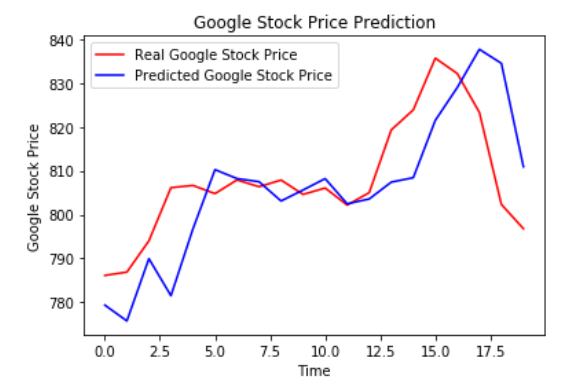 Google Stock Price Prediction
Real Google Stock Price
Predicted Google Stock Price
Google Stock Price
840
830
820
810
800
790
780
0.0 2.5 5.0 7.5 10.0 12.5 15.0 17.5
Time